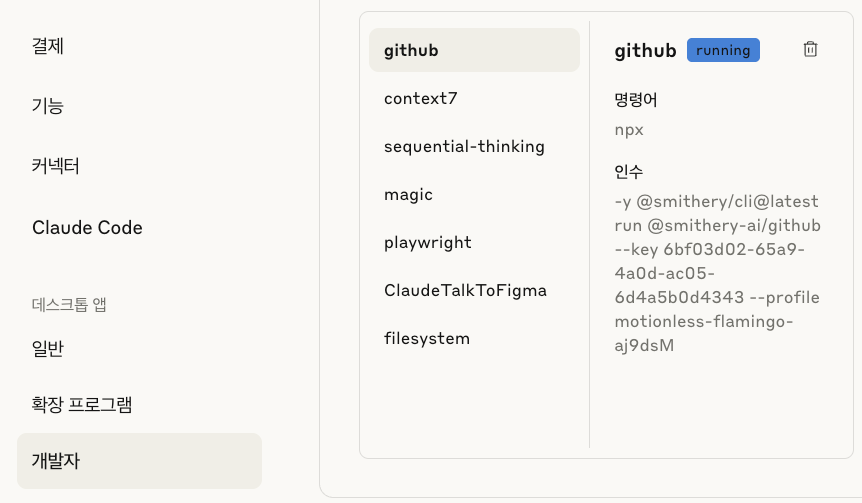 결제
기능
커넥터
Claude Code
데스크톱 앱
일반
확장 프로그램
개발자
github
context7
sequential-thinking
magic
playwright
ClaudeTalkToFigma
filesystem
github running
명령어
npx
인수
-y @smithery/cli@latest
run @smithery-ai/github
--key 6bf03d02-65a9-
4a0d-ac05-
6d4a5b0d4343 --profile
motionless-flamingo-
aj9dsM